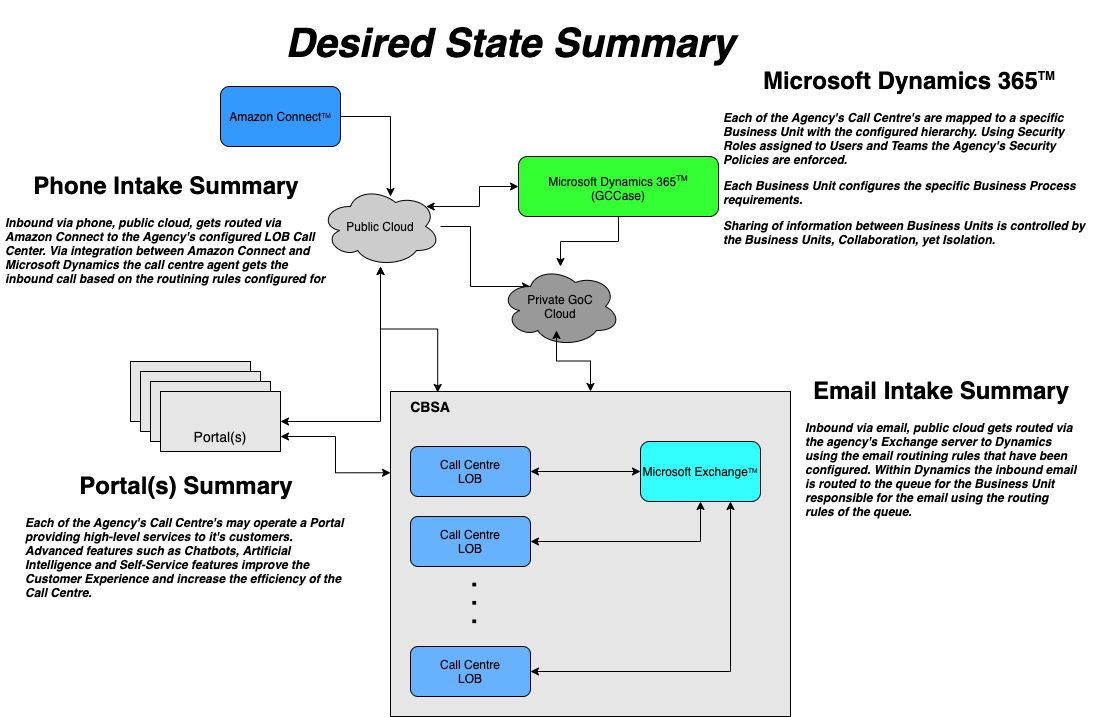 Desired State Summary
Microsoft Dynamics 365TM
Each of the Agency's Call Centre's are mapped to a specific
Business Unit with the configured hierarchy. Using Security
Roles assigned to Users and Teams the Agency's Security
Policies are enforced.
Each Business Unit configures the specific Business Process
requirements.
Sharing of information between Business Units is controlled by
the Business Units, Collaboration, yet Isolation.
Amazon ConnectTM
Microsoft Dynamics 365TM
(GCCase)
Phone Intake Summary
Inbound via phone, public cloud, gets routed via
Amazon Connect to the Agency's configured LOB Call
Center. Via integration between Amazon Connect and
Microsoft Dynamics the call centre agent gets the
inbound call based on the routining rules configured for
Public Cloud
Private GoC
Cloud
Portal(s)
Portal(s) Summary
Each of the Agency's Call Centre's may operate a Portal
providing high-level services to it's customers.
Advanced features such as Chatbots, Artificial
Intelligence and Self-Service features improve the
Customer Experience and increase the efficiency of the
Call Centre.
CBSA
Call Centre
LOB
Microsoft ExchangeTM
Call Centre
LOB
Call Centre
LOB
Email Intake Summary
Inbound via email, public cloud gets routed via
the agency's Exchange server to Dynamics
using the email routining rules that have been
configured. Within Dynamics the inbound email
is routed to the queue for the Business Unit
responsible for the email using the routing
rules of the queue.